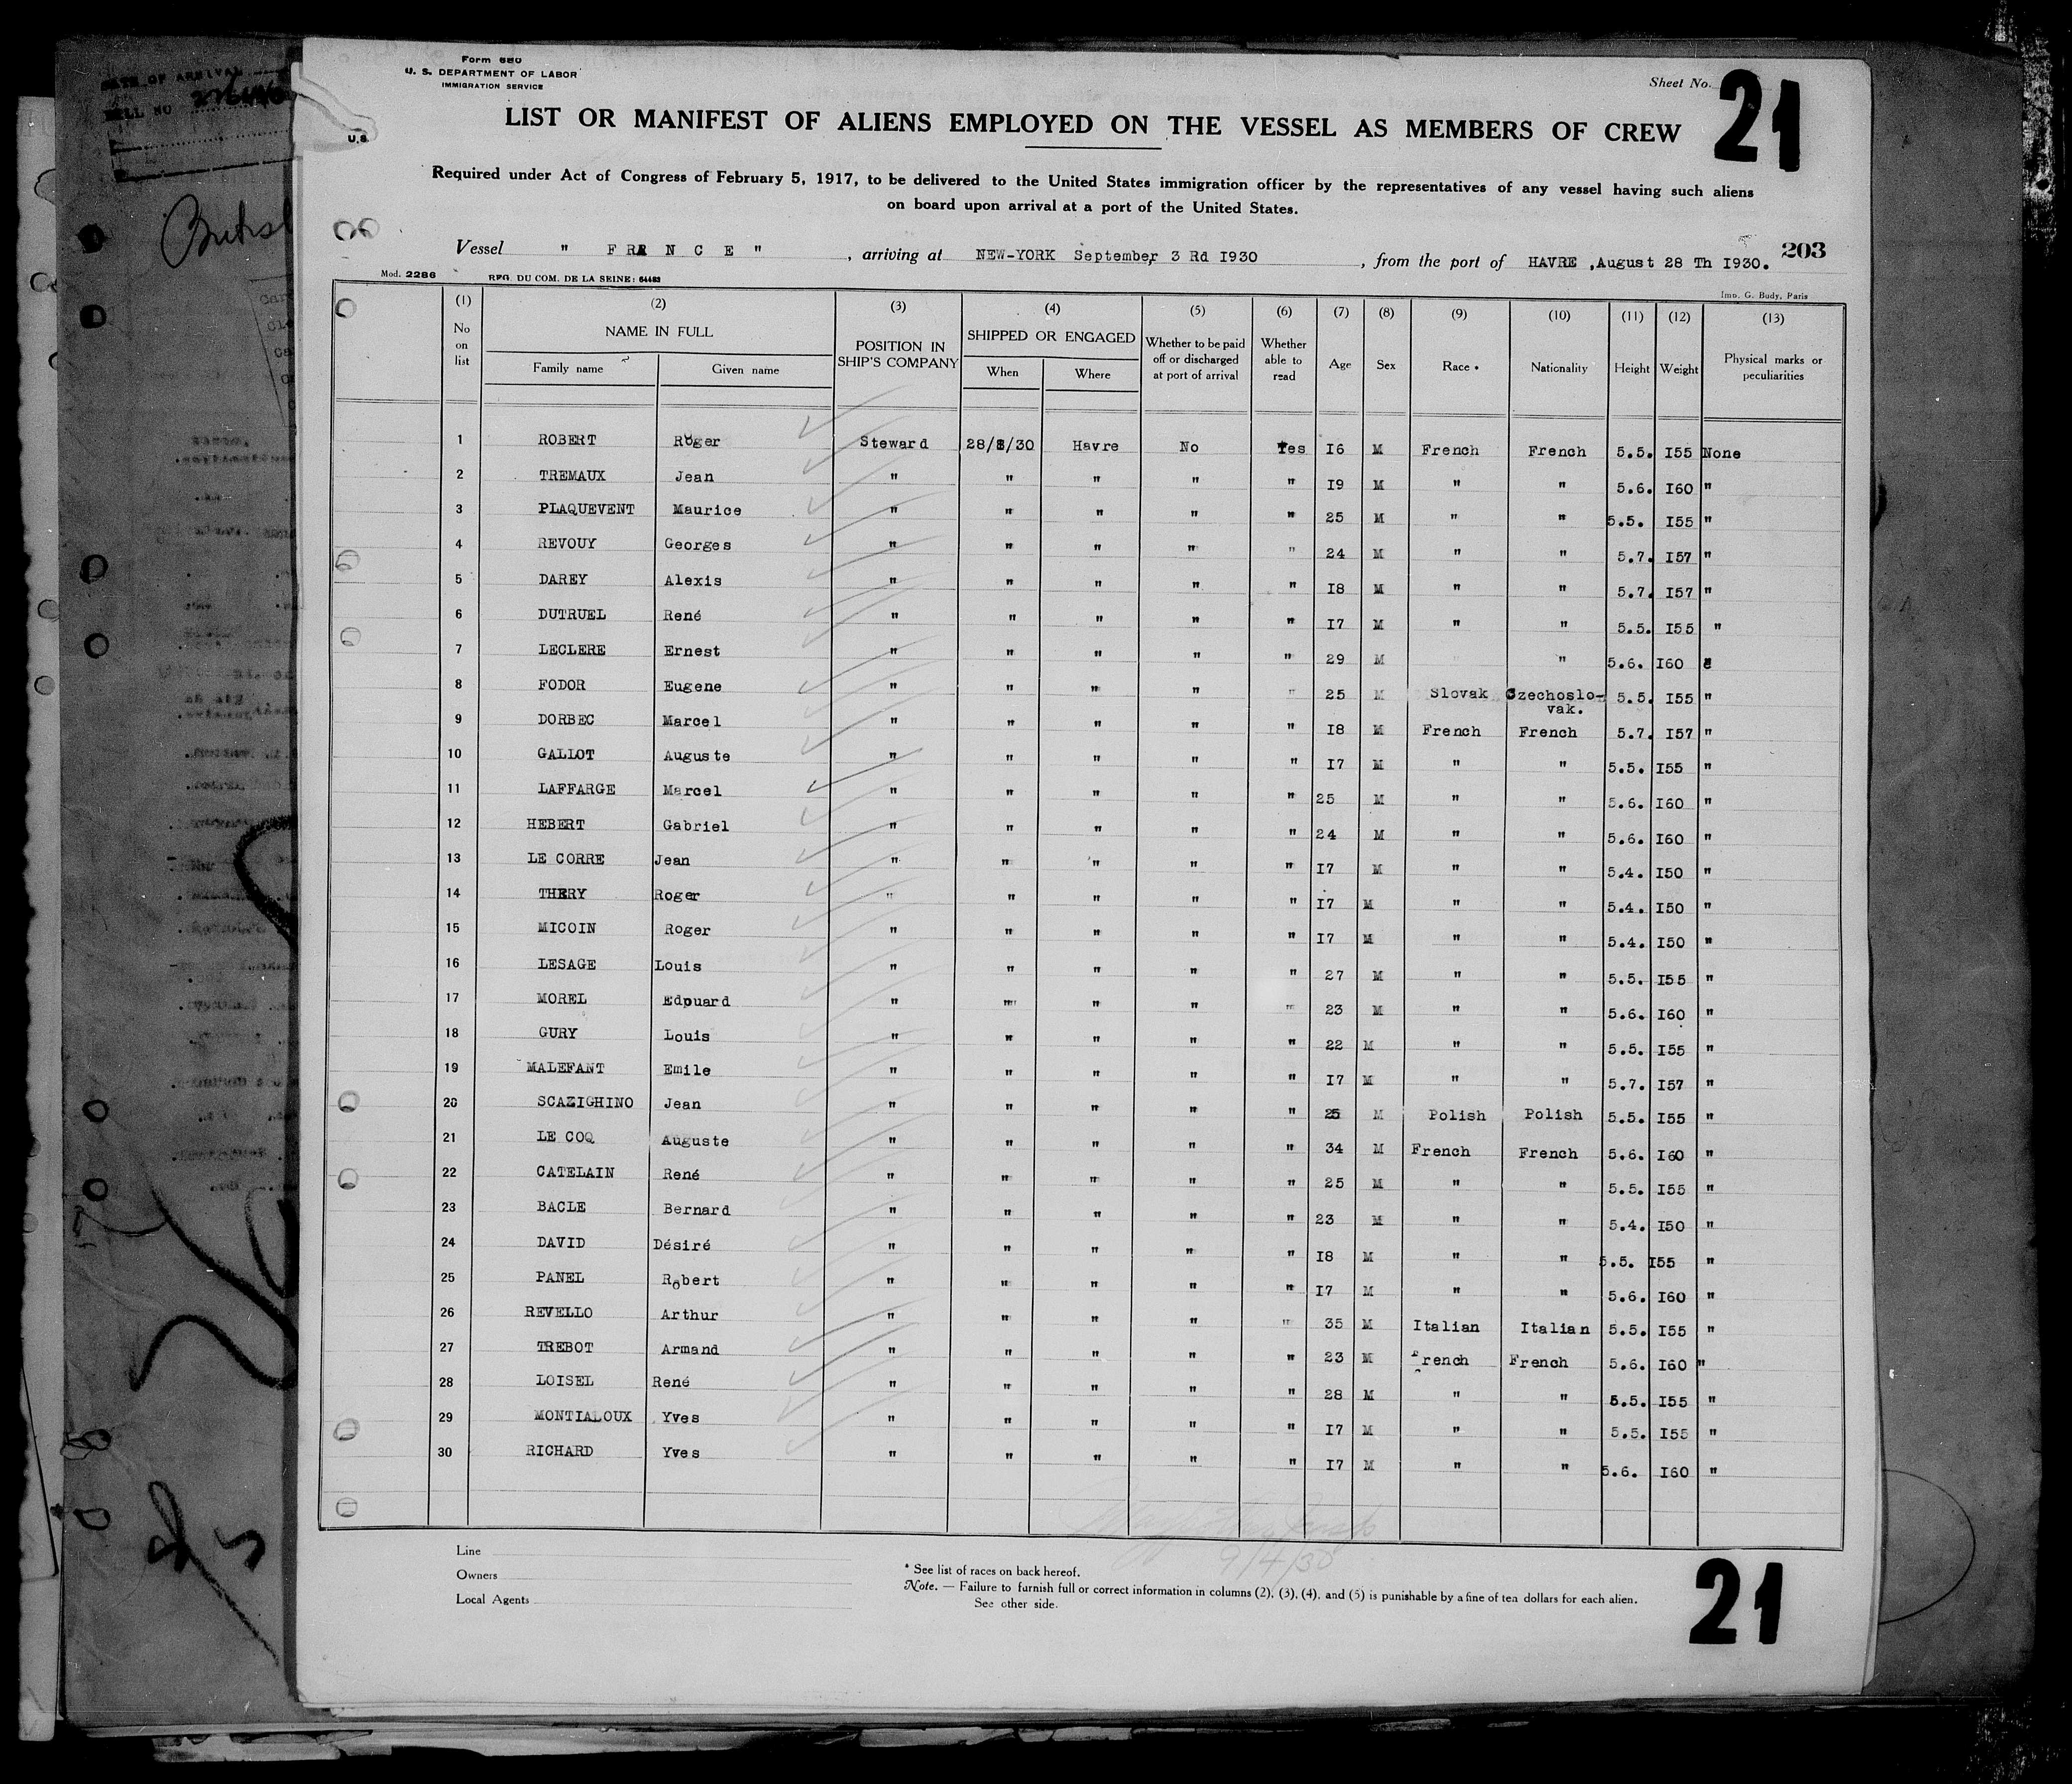 Form 680
U. S. DEPARTMENT OF LABOR
IMMIGRATION SERVICE
U.S.
Sheet No. 21
LIST OR MANIFEST OF ALIENS EMPLOYED ON THE VESSEL AS MEMBERS OF CREW
Required under Act of Congress of February 5, 1917, to be delivered to the United States immigration officer by the representatives of any vessel having such aliens
on board upon arrival at a port of the United States.
Vessel " FRANCE " , arriving at NEW-YORK September 3 Rd I930 , from the port of HAVRE ,August 28 Th I930. 203
Mod. 2286 REG. DU COM. DE LA SEINE: 64483 Imp. G. Budy, Paris
(1) (2) (3) (4) (5) (6) (7) (8) (9) (10) (11) (12) (13)
No on list NAME IN FULL Family name Given name POSITION IN SHIP'S COMPANY SHIPPED OR ENGAGED When Where Whether to be paid off or discharged at port of arrival Whether able to read Age Sex Race * Nationality Height Weight Physical marks or peculiarities
1 ROBERT Roger Steward 28/8/30 Havre No Yes I6 M French French 5.5. I55 None
2 TREMAUX Jean " " " " " I9 M " " 5.6. I60 "
3 PLAQUEVENT Maurice " " " " " 25 M " " 5.5. I55 "
4 REVOUY Georges " " " " " 24 M " " 5.7. I57 "
5 DAREY Alexis " " " " " I8 M " " 5.7. I57 "
6 DUTRUEL René " " " " " I7 M " " 5.5. I55 "
7 LECLERE Ernest " " " " " 29 M " 5.6. I60 "
8 FODOR Eugene " " " " " 25 M Slovak Czechoslo-vak. 5.5. I55 "
9 DORBEC Marcel " " " " " I8 M French French 5.7. I57 "
10 GALLOT Auguste " " " " " I7 M " " 5.5. I55 "
11 LAFFARGE Marcel " " " " " 25 M " " 5.6. I60 "
12 HEBERT Gabriel " " " " " 24 M " " 5.6. I60 "
13 LE CORRE Jean " " " " " I7 M " " 5.4. I50 "
14 THERY Roger " " " " " I7 M " " 5.4. I50 "
15 MICOIN Roger " " " " " I7 M " " 5.4. I50 "
16 LESAGE Louis " " " " " 27 M " " 5.5. I55 "
17 MOREL Edpuard " " " " " 23 M " " 5.6. I60 "
18 GURY Louis " " " " " 22 M " " 5.5. I55 "
19 MALEFANT Emile " " " " " I7 M " " 5.7. I57 "
20 SCAZIGHINO Jean " " " " " 25 M Polish Polish 5.5. I55 "
21 LE COQ Auguste " " " " " 34 M French French 5.6. I60 "
22 CATELAIN René " " " " " 25 M " " 5.5. I55 "
23 BACLE Bernard " " " " " 23 M " " 5.4. I50 "
24 DAVID Désiré " " " " " I8 M " " 5.5. I55 "
25 PANEL Robert " " " " " I7 M " " 5.6. I60 "
26 REVELLO Arthur " " " " " 35 M Italian Italian 5.5. I55 "
27 TREBOT Armand " " " " " 23 M French French 5.6. I60 "
28 LOISEL René " " " " " 28 M " " 5.5. I55 "
29 MONTIALOUX Yves " " " " " I7 M " " 5.5. I55 "
30 RICHARD Yves " " " " " I7 M " " 5.6. I60 "
9/4/30
Line
Owners
Local Agents
* See list of races on back hereof.
Note. — Failure to furnish full or correct information in columns (2), (3), (4), and (5) is punishable by a fine of ten dollars for each alien.
See other side.
21